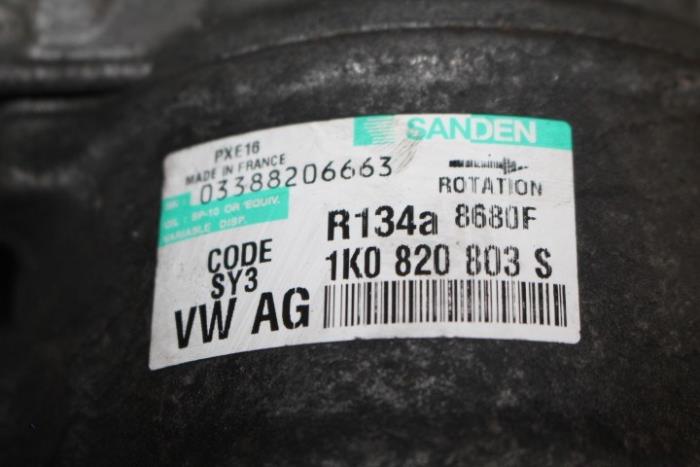 SANDEN
PXE16
MADE IN FRANCE
03388206663
ROTATION
OIL : SP-10 OR 'EQUIV.
VARIABLE DISP.
R134a 8680F
CODE
SY3
1K0 820 803 S
VW AG